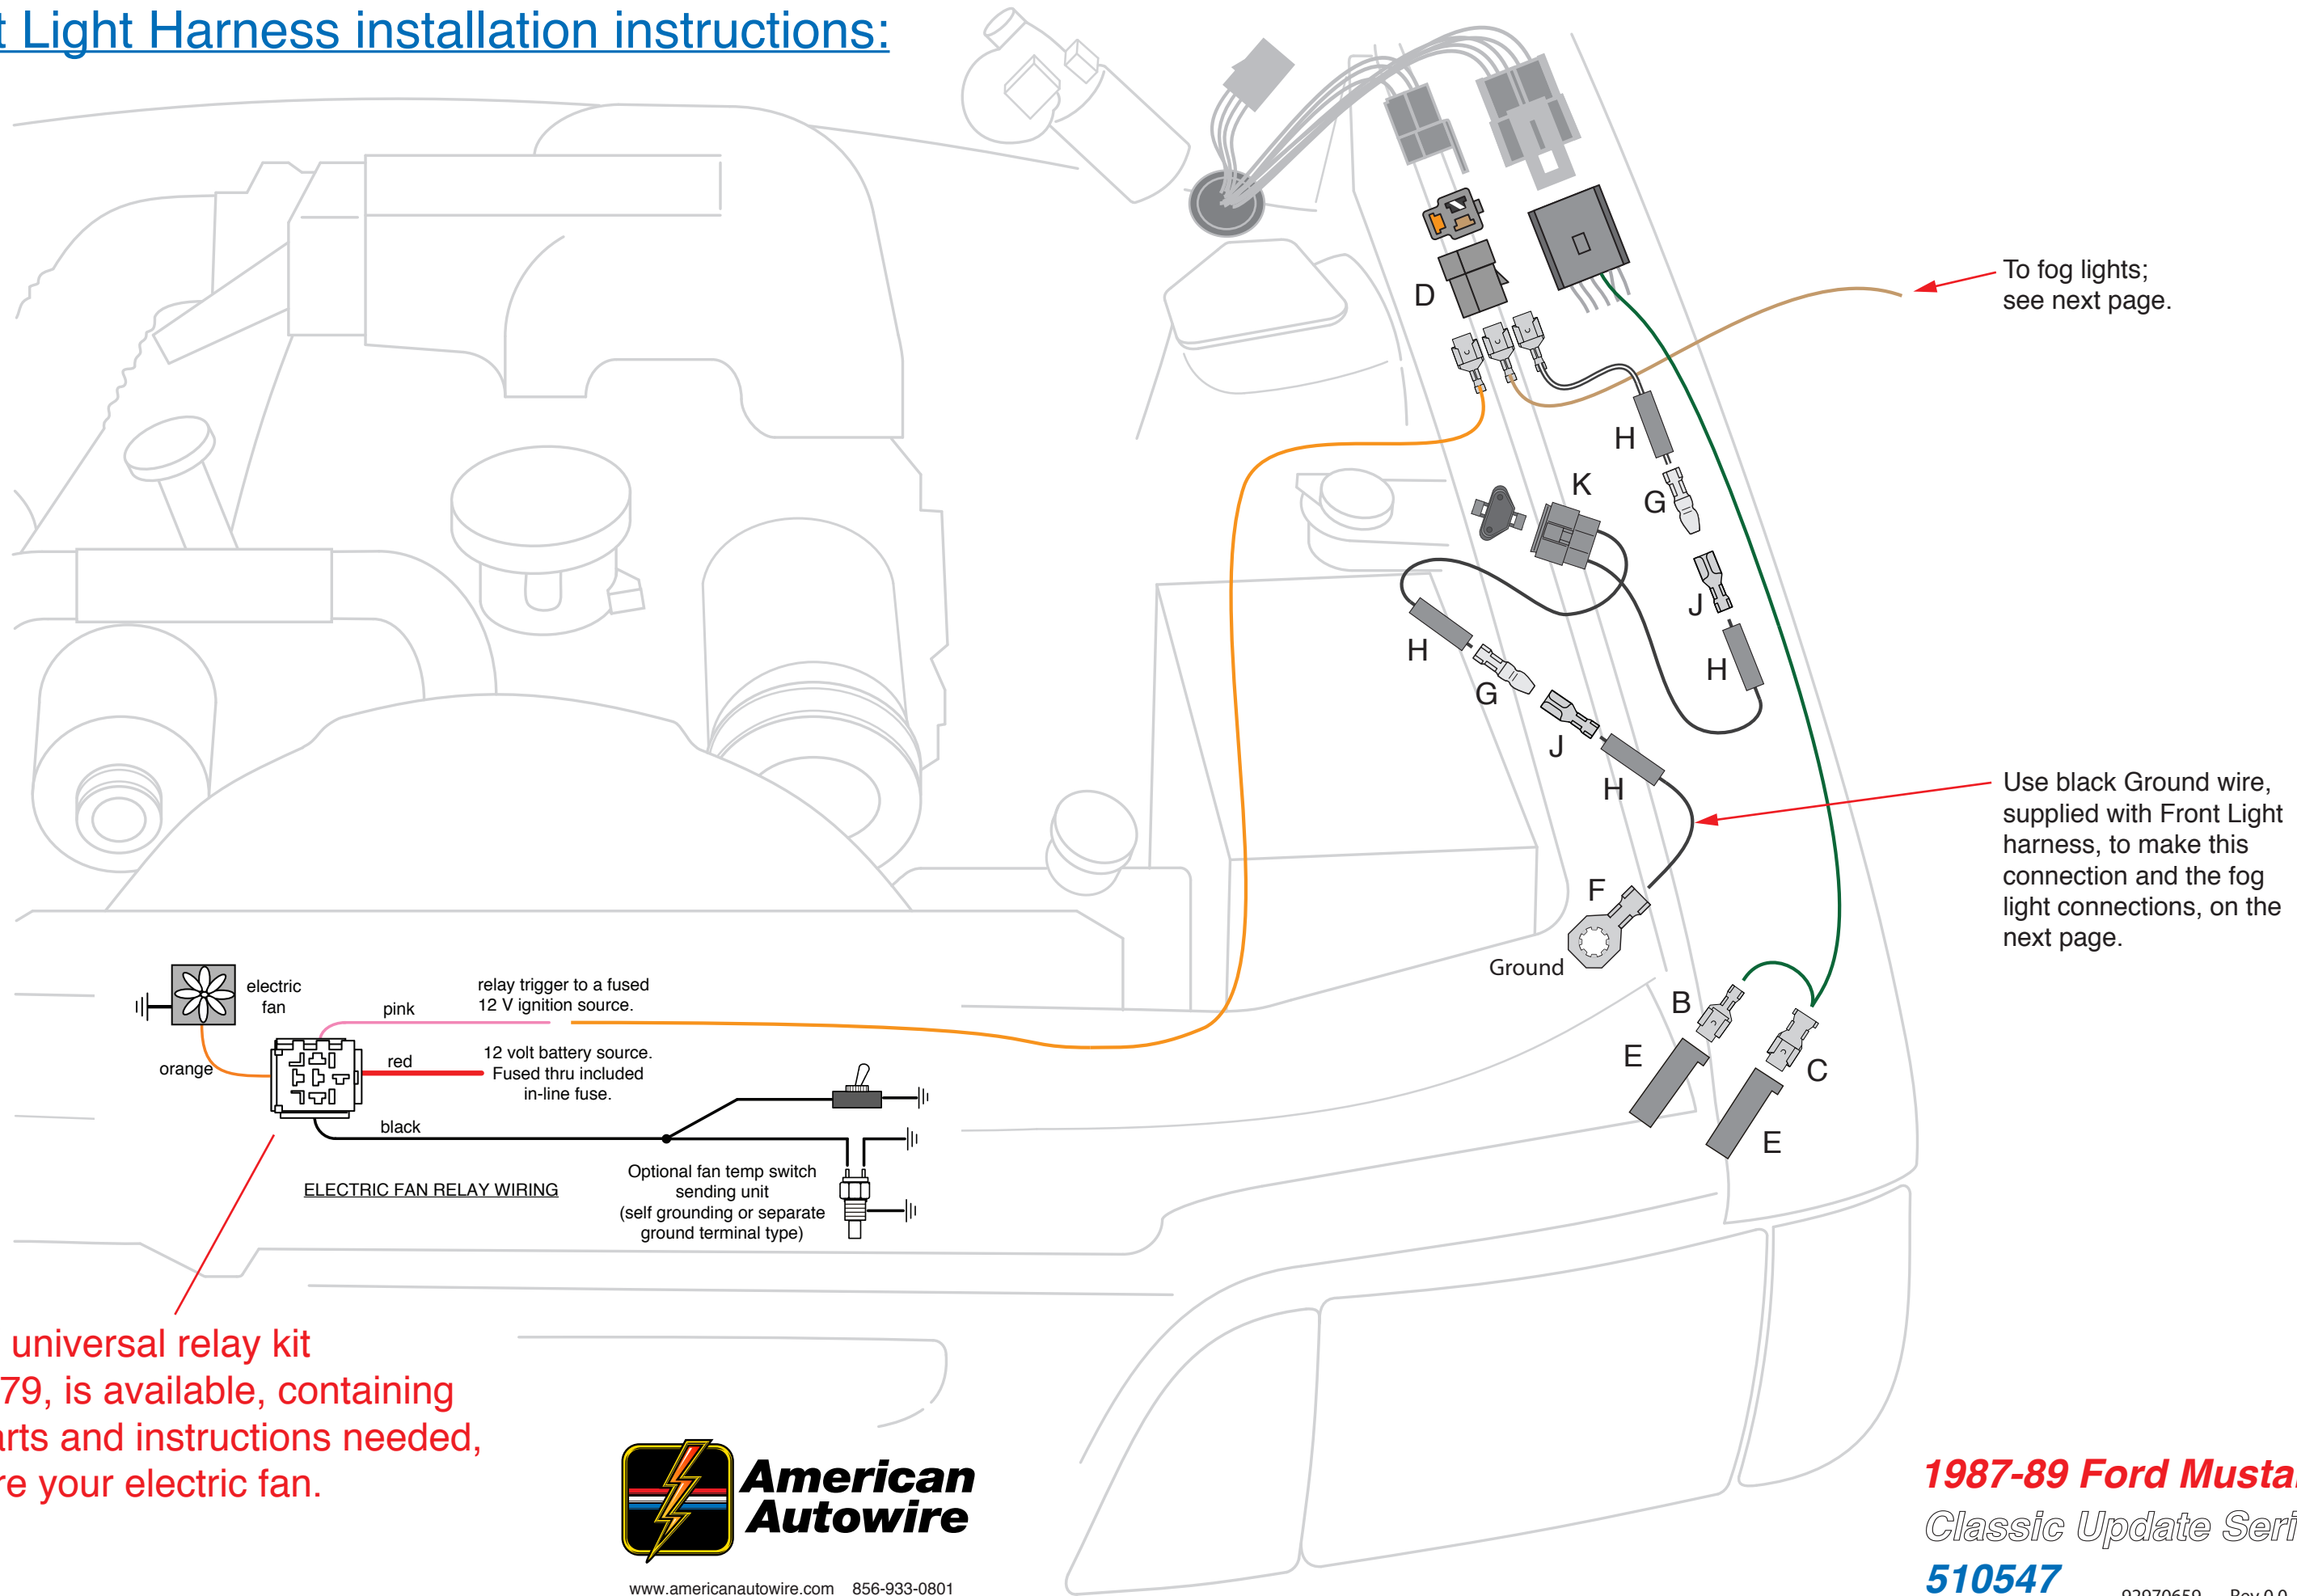 t Light Harness installation instructions:
To fog lights;
see next page.
D
H
K
G
J
H
H
G
J
H
Use black Ground wire,
supplied with Front Light
harness, to make this
connection and the fog
light connections, on the
next page.
F
Ground
B
E
C
E
electric
fan
pink
relay trigger to a fused
12 V ignition source.
orange
red
12 volt battery source.
Fused thru included
in-line fuse.
black
ELECTRIC FAN RELAY WIRING
Optional fan temp switch
sending unit
(self grounding or separate
ground terminal type)
universal relay kit
79, is available, containing
arts and instructions needed,
re your electric fan.
American
Autowire
www.americanautowire.com 856-933-0801
1987-89 Ford Musta
Classic Update Seri
510547
92970659 Rev 0.0